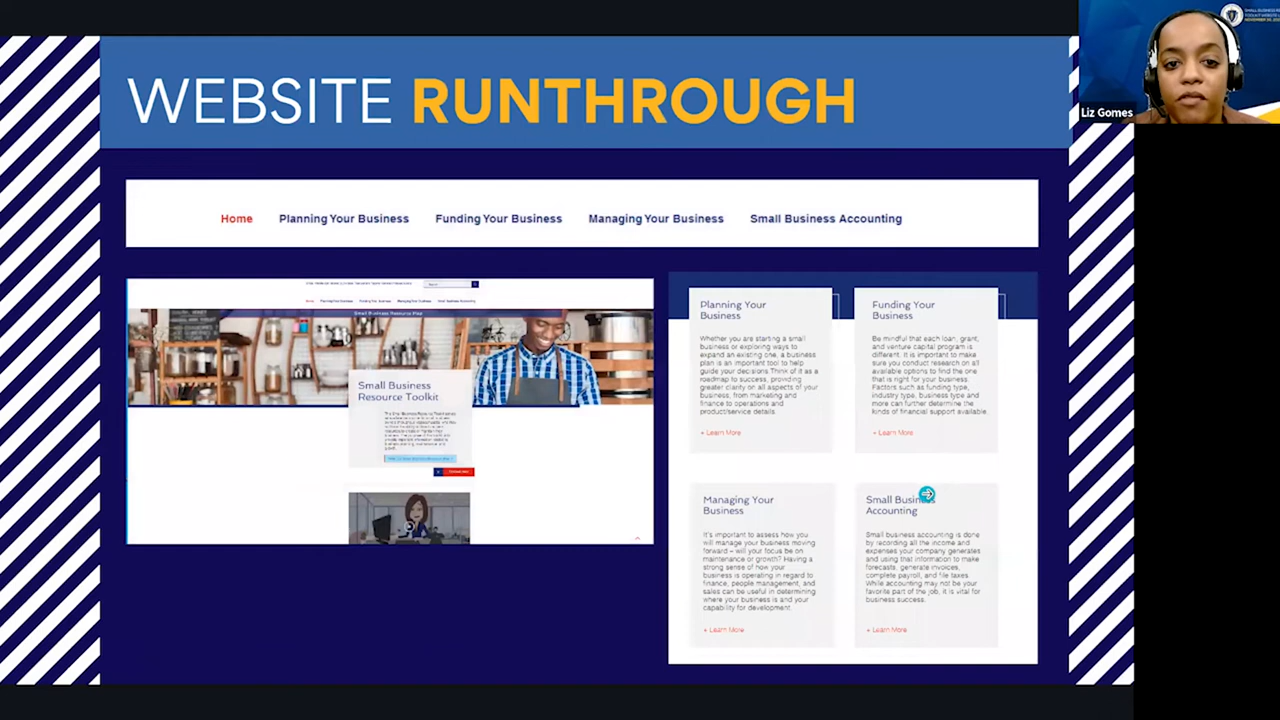 WEBSITE RUNTHROUGH
Liz Gomes
Home Planning Your Business Funding Your Business Managing Your Business Small Business Accounting
Small Business Resource
Small Business
Resource Toolkit
Planning Your
Business
Whether you are starting a small
business or exploring ways to
expand an existing one, a business
plan is an important tool to help
guide your decisions. Think of it as a
roadmap to success, providing
greater clarity on all aspects of your
business, from marketing and
finance to operations and
product/service details.
+ Learn More
Funding Your
Business
Be mindful that each loan, grant,
and venture capital program is
different. It is important to make
sure you conduct research on all
available options to finding the one
that is right for your business.
Factors such as funding type,
industry type, business type and
more can further determine the
kinds of financial support available
+ Learn More
Managing Your
Business
It's important to assess how you
will manage your business moving
forward – will your focus be on
maintenance or growth? Having a
strong sense of how your
business is operating in regard to
finance, people management, and
sales can be useful in determining
where your business is and your
capability for development.
+ Learn More
Small Business
Accounting
Small business accounting is done
by recording all the income and
expenses your company generates
and using that information to make
forecasts, generate invoices,
complete payroll, and file taxes.
While accounting may not be your
favorite part of the job, it is vital for
business success.
+ Learn More